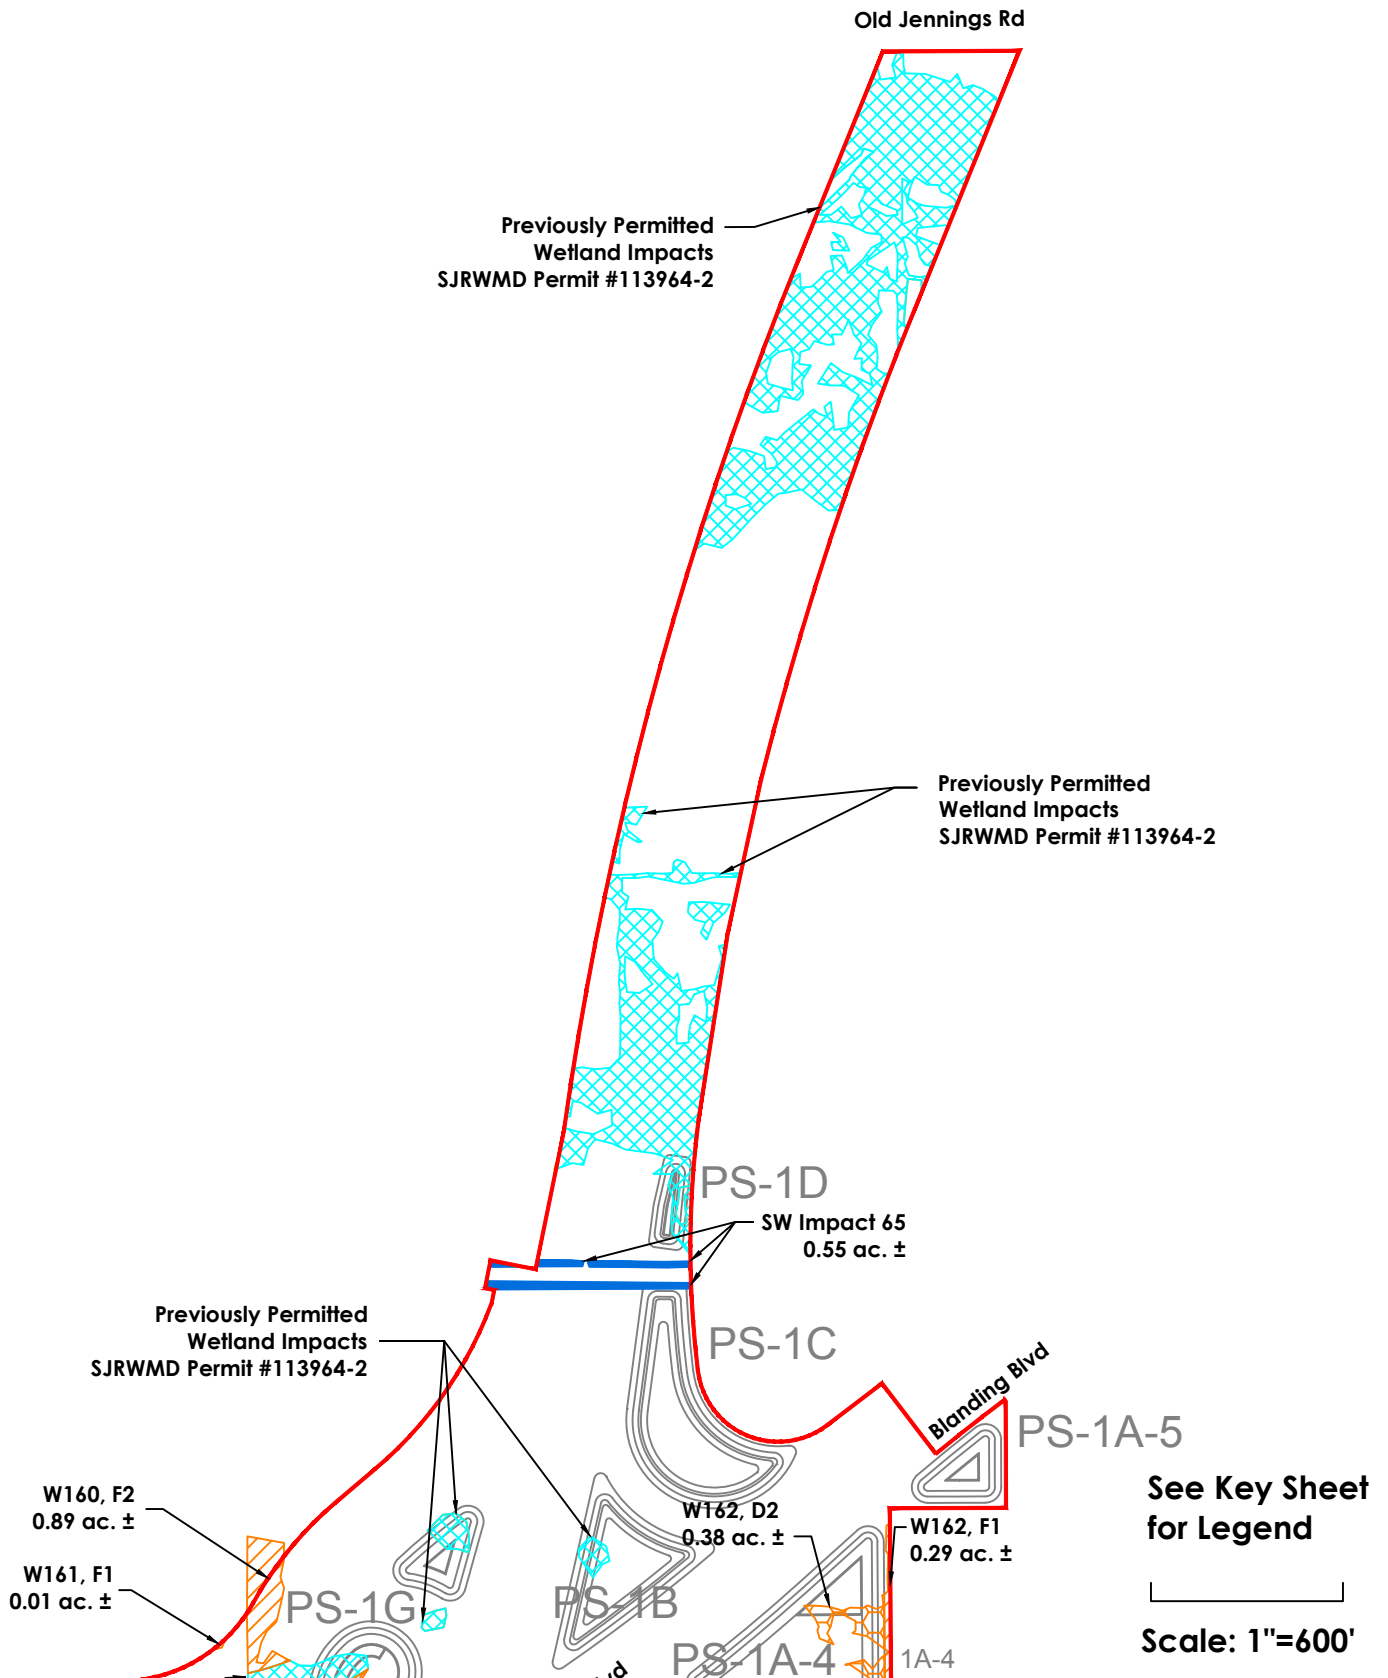 Old Jennings Rd
Previously Permitted
Wetland Impacts
SJRWMD Permit #113964-2
Previously Permitted
Wetland Impacts
SJRWMD Permit #113964-2
PS-1D
SW Impact 65
0.55 ac. ±
Previously Permitted
Wetland Impacts
SJRWMD Permit #113964-2
PS-1C
Blanding Blvd
PS-1A-5
See Key Sheet
for Legend
W160, F2
0.89 ac. ±
W162, D2
0.38 ac. ±
W162, F1
0.29 ac. ±
W161, F1
0.01 ac. ±
PS-1G
PS-1B
Scale: 1"=600'
PS-1A-4
1A-4